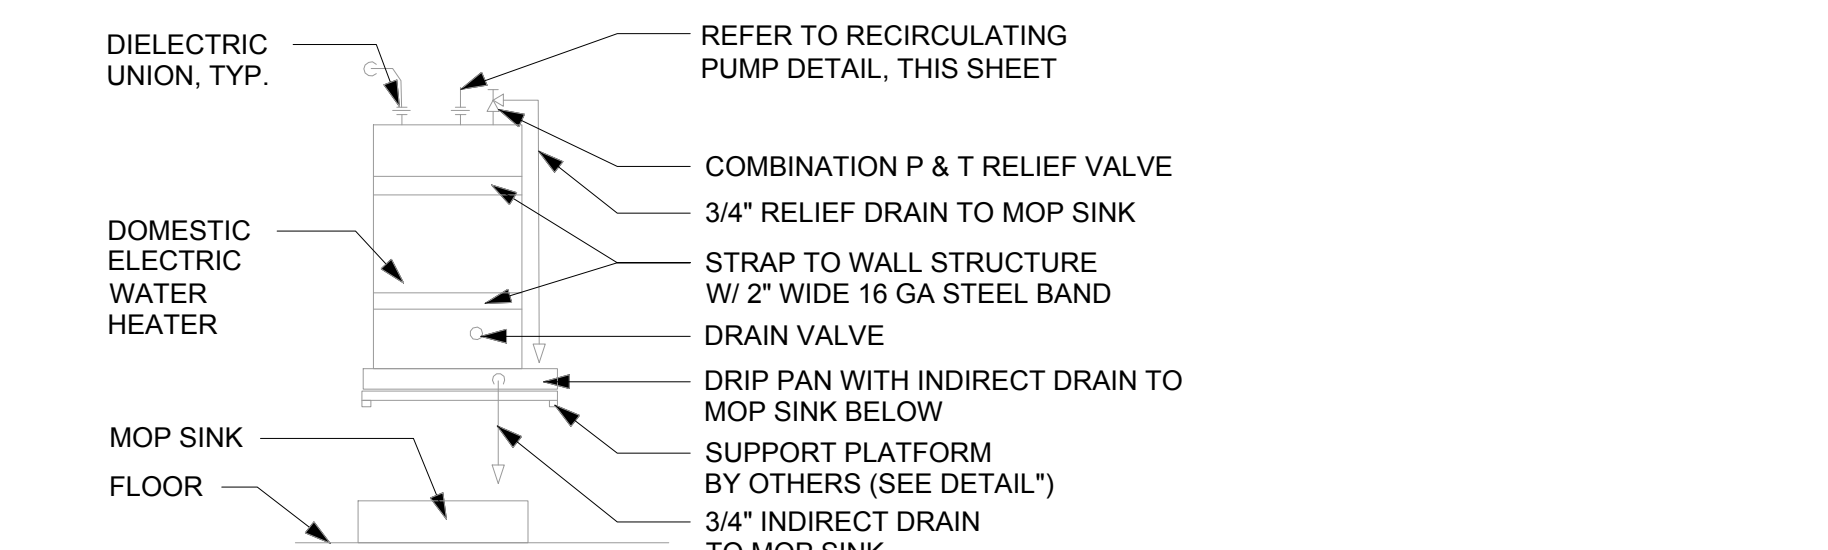 DIELECTRIC
UNION, TYP.
DOMESTIC
ELECTRIC
WATER
HEATER
MOP SINK
FLOOR
REFER TO RECIRCULATING
PUMP DETAIL, THIS SHEET
COMBINATION P & T RELIEF VALVE
3/4" RELIEF DRAIN TO MOP SINK
STRAP TO WALL STRUCTURE
W/ 2" WIDE 16 GA STEEL BAND
DRAIN VALVE
DRIP PAN WITH INDIRECT DRAIN TO
MOP SINK BELOW
SUPPORT PLATFORM
BY OTHERS (SEE DETAIL")
3/4" INDIRECT DRAIN
TO MOP SINK